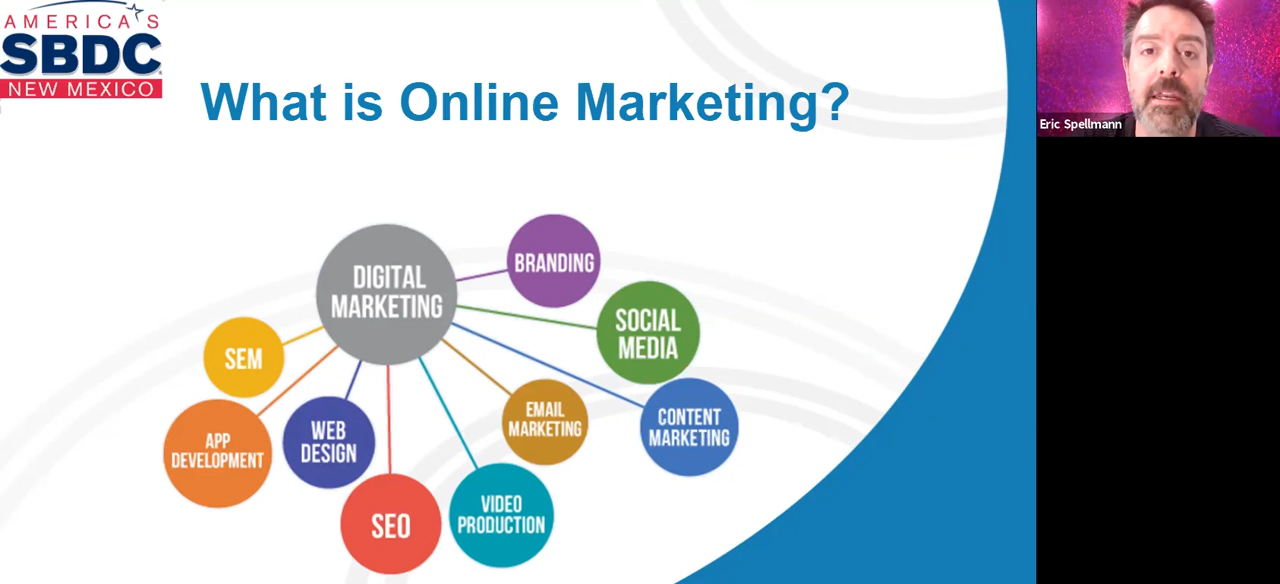 AMERICA'S
SBDC
NEW MEXICO
What is Online Marketing?
Eric Spellmann
DIGITAL
MARKETING
BRANDING
SOCIAL
MEDIA
SEM
APP
DEVELOPMENT
WEB
DESIGN
EMAIL
MARKETING
CONTENT
MARKETING
SEO
VIDEO
PRODUCTION